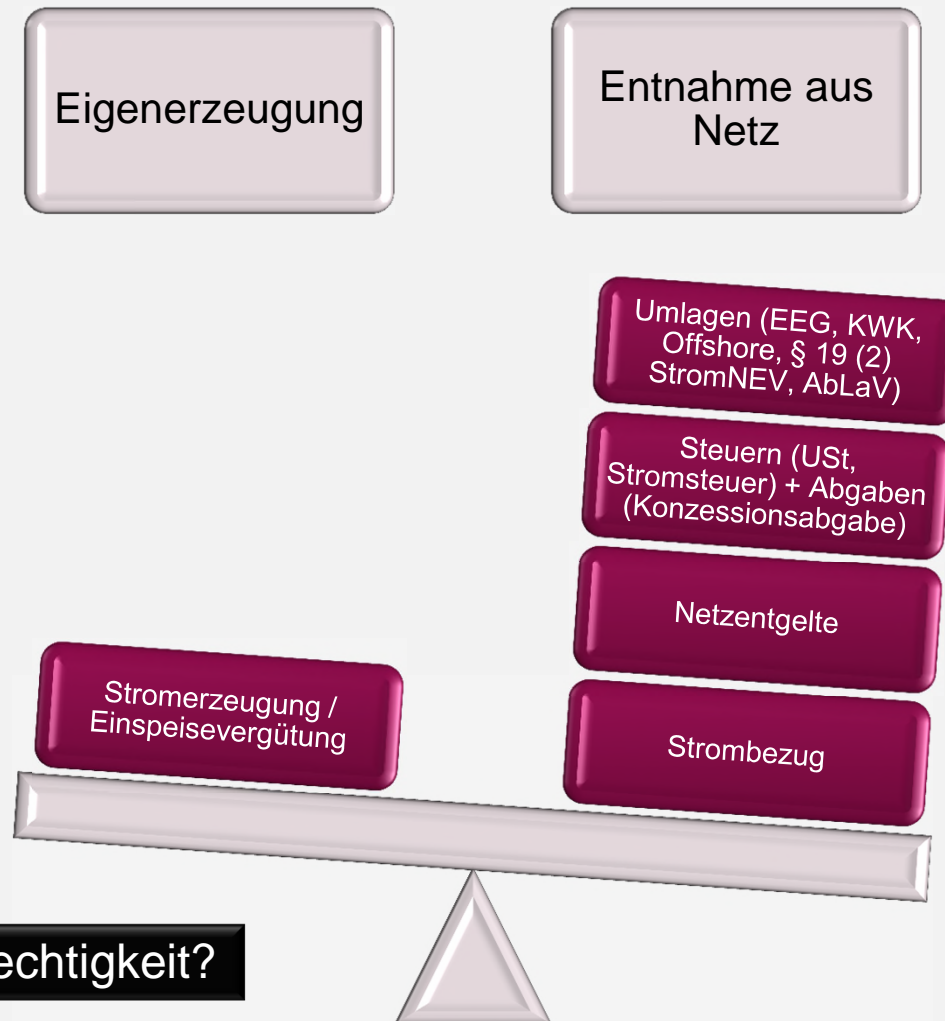 Eigenerzeugung
Entnahme aus
Netz
Umlagen (EEG, KWK,
Offshore, § 19 (2)
StromNEV, AbLaV)
Steuern (USt,
Stromsteuer) + Abgaben
(Konzessionsabgabe)
Netzentgelte
Strombezug
Stromerzeugung /
Einspeisevergütung
echtigkeit?